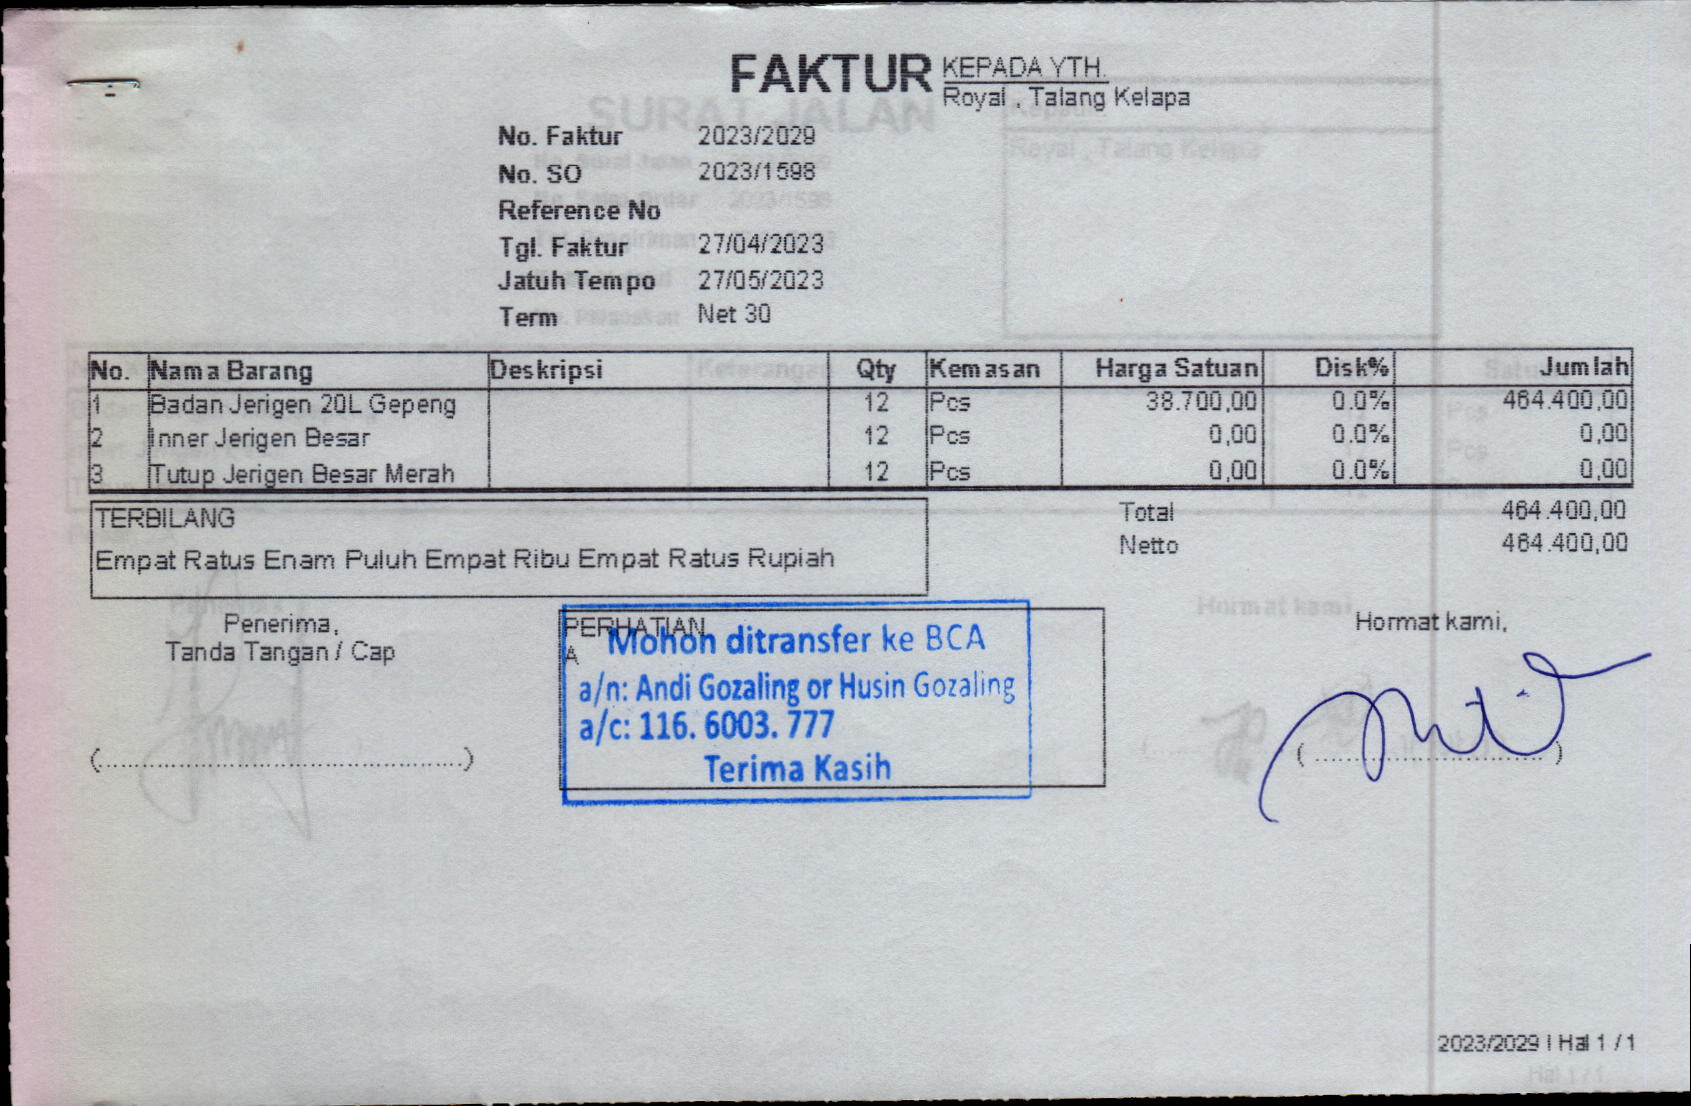 FAKTUR KEPADA YTH.
Royal , Talang Kelapa
No. Faktur 2023/2029
No. SO 2023/1598
Reference No
Tgl. Faktur 27/04/2023
Jatuh Tempo 27/05/2023
Term Net 30
No. Nama Barang Deskripsi Qty Kemasan Harga Satuan Disk% Jumlah
1 Badan Jerigen 20L Gepeng 12 Pcs 38.700,00 0.0% 464.400,00
2 Inner Jerigen Besar 12 Pcs 0,00 0.0% 0,00
3 Tutup Jerigen Besar Merah 12 Pcs 0,00 0.0% 0,00
TERBILANG
Empat Ratus Enam Puluh Empat Ribu Empat Ratus Rupiah
Total 464.400,00
Netto 464.400,00
Penerima,
Tanda Tangan / Cap
(..................................................)
PERHATIAN
A
Mohon ditransfer ke BCA
a/n: Andi Gozaling or Husin Gozaling
a/c: 116. 6003. 777
Terima Kasih
Hormat kami,
(................................)
2023/2029 | Hal 1 / 1